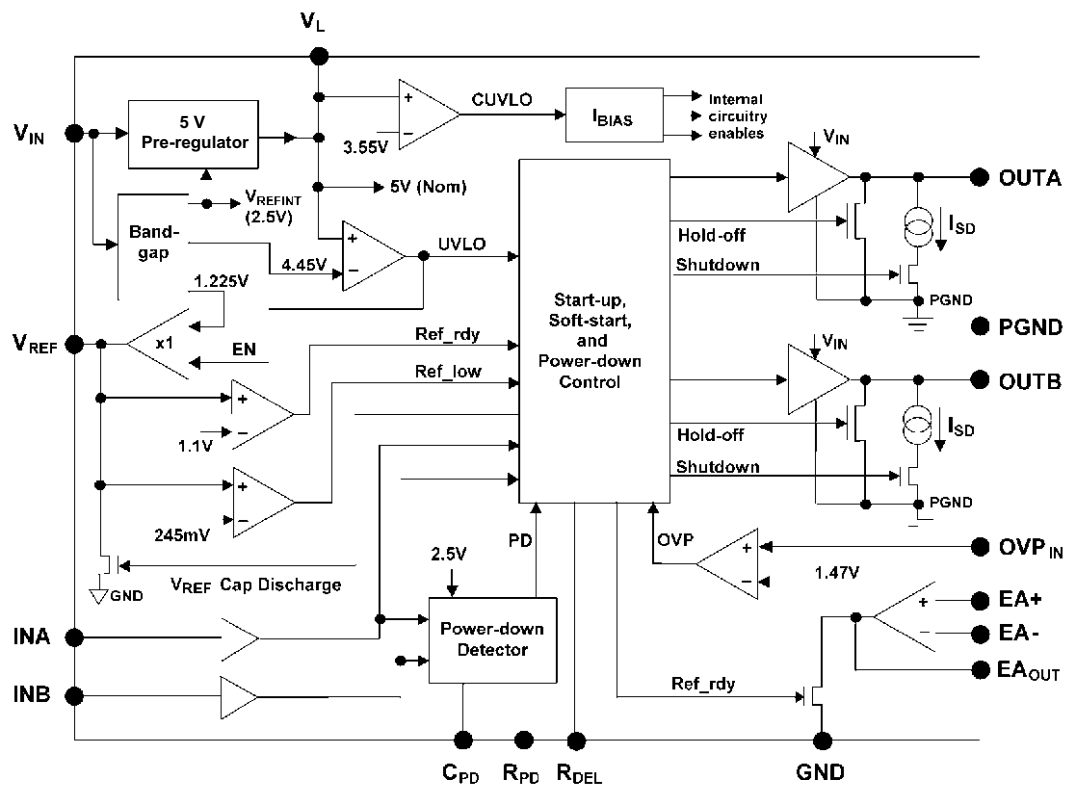 VL
+
CUVLO
−
3.55V
IBIAS
Internal
circuitry
enables
VIN
5 V
Pre-regulator
VIN
OUTA
VREFINT
(2.5V)
5V (Nom)
Band-
gap
+
UVLO
−
4.45V
Hold-off
ISD
Shutdown
1.225V
PGND
Start-up,
Soft-start,
and
Power-down
Control
PGND
VREF
x1
EN
Ref_rdy
VIN
OUTB
Ref_low
+
−
1.1V
Hold-off
ISD
Shutdown
+
−
245mV
PGND
PD
OVP
+
OVP IN
2.5V
−
1.47V
VREF Cap Discharge
GND
EA+
+
INA
Power-down
Detector
−
EA-
EAOUT
INB
Ref_rdy
CPD
RPD
RDEL
GND